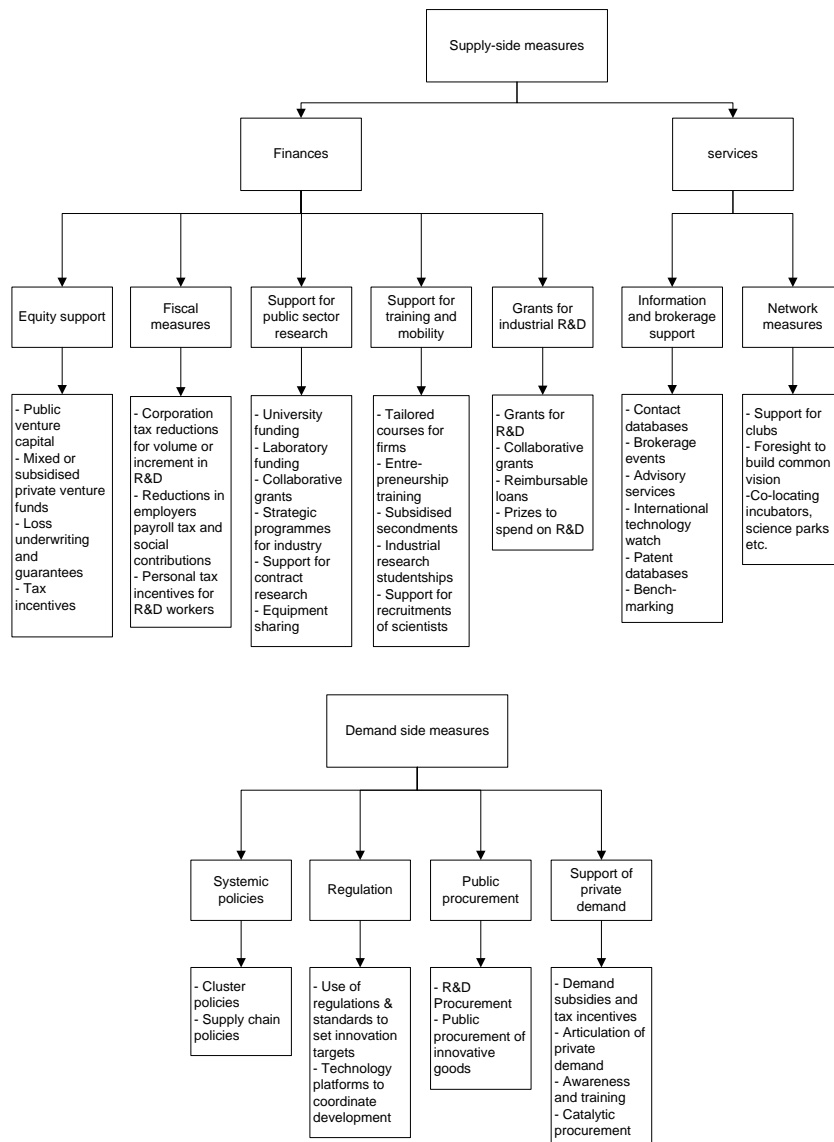 Supply-side measures
Finances
services
Equity support
Fiscal
measures
Support for
public sector
research
Support for
training and
mobility
Grants for
industrial R&D
Information
and brokerage
support
Network
measures
- Public
venture
capital
- Mixed or
subsidised
private venture
funds
- Loss
underwriting
and
guarantees
- Tax
incentives
- Corporation
tax reductions
for volume or
increment in
R&D
- Reductions in
employers
payroll tax and
social
contributions
- Personal tax
incentives for
R&D workers
- University
funding
- Laboratory
funding
- Collaborative
grants
- Strategic
programmes
for industry
- Support for
contract
research
- Equipment
sharing
- Tailored
courses for
firms
- Entre-
preneurship
training
- Subsidised
secondments
- Industrial
research
studentships
- Support for
recruitments
of scientists
- Grants for
R&D
- Collaborative
grants
- Reimbursable
loans
- Prizes to
spend on R&D
- Contact
databases
- Brokerage
events
- Advisory
services
- International
technology
watch
- Patent
databases
- Bench-
marking
- Support for
clubs
- Foresight to
build common
vision
- Co-locating
incubators,
science parks
etc.
Demand side measures
Systemic
policies
Regulation
Public
procurement
Support of
private
demand
- Cluster
policies
- Supply chain
policies
- Use of
regulations &
standards to
set innovation
targets
- Technology
platforms to
coordinate
development
- R&D
Procurement
- Public
procurement of
innovative
goods
- Demand
subsidies and
tax incentives
- Articulation of
private
demand
- Awareness
and training
- Catalytic
procurement